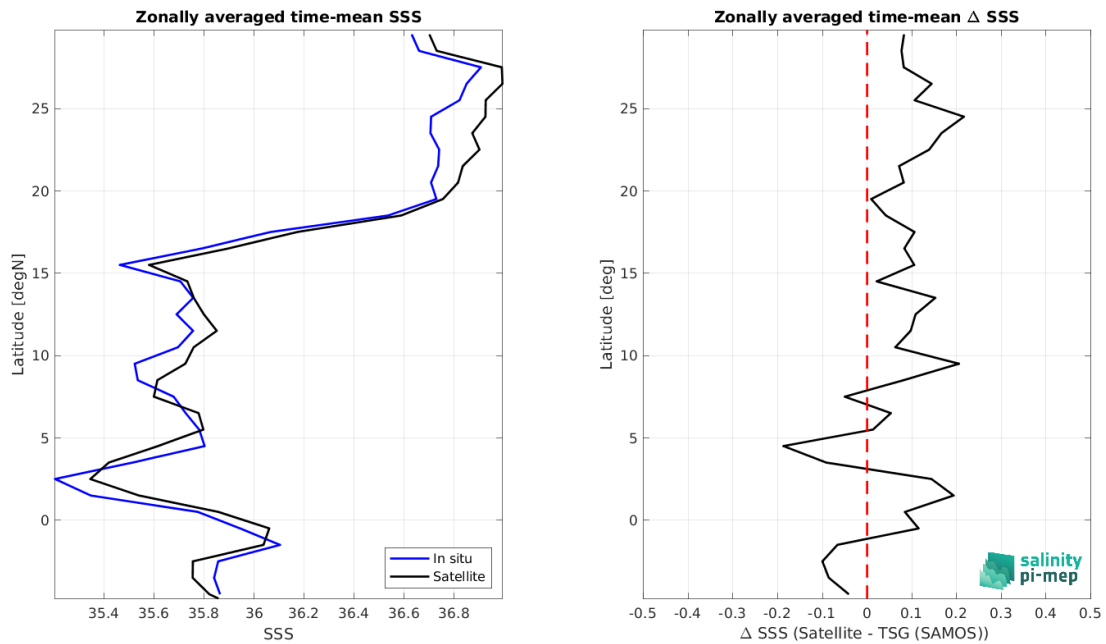 Zonally averaged time-mean SSS
25
20
15
10
5
0
Latitude [degN]
35.4 35.6 35.8 36 36.2 36.4 36.6 36.8
SSS
In situ
Satellite
Zonally averaged time-mean Δ SSS
25
20
15
10
5
0
Latitude [deg]
-0.5 -0.4 -0.3 -0.2 -0.1 0 0.1 0.2 0.3 0.4 0.5
Δ SSS (Satellite - TSG (SAMOS))
salinity
pi-mep